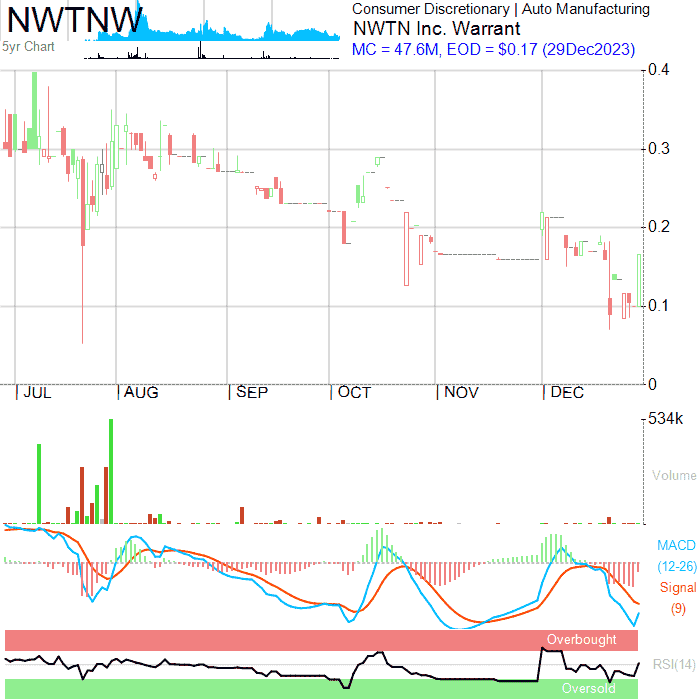 NWTNW
5yr Chart
Consumer Discretionary | Auto Manufacturing
NWTN Inc. Warrant
MC = 47.6M, EOD = $0.17 (29Dec2023)
0.4
0.3
0.2
0.1
0
JUL AUG SEP OCT NOV DEC
534k
Volume
MACD
(12-26)
Signal
(9)
Overbought
RSI(14)
Oversold